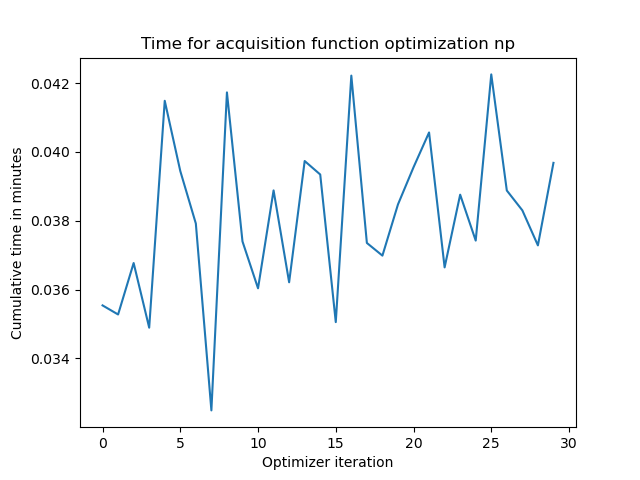 Time for acquisition function optimization np
Cumulative time in minutes
0.042
0.040
0.038
0.036
0.034
0 5 10 15 20 25 30
Optimizer iteration